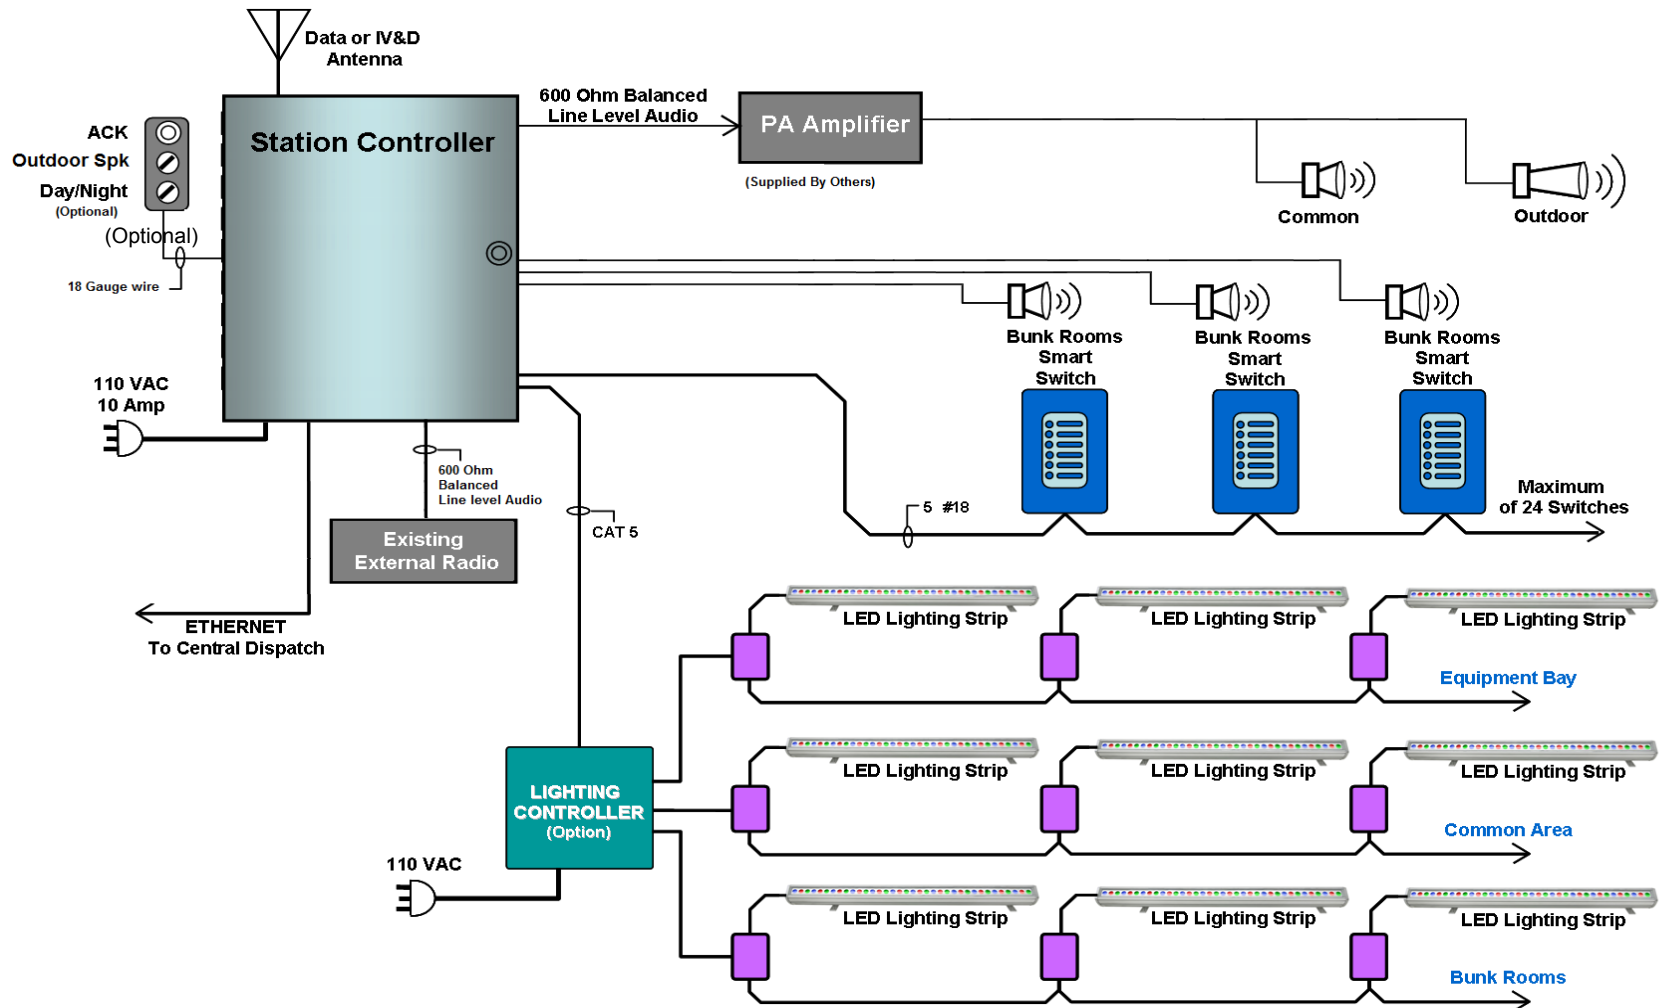 Data or IV&D
Antenna
ACK
Outdoor Spk
Day/Night
(Optional)
(Optional)
18 Gauge wire
Station Controller
600 Ohm Balanced
Line Level Audio
PA Amplifier
(Supplied By Others)
Common
Outdoor
Bunk Rooms
Smart
Switch
Bunk Rooms
Smart
Switch
Bunk Rooms
Smart
Switch
110 VAC
10 Amp
600 Ohm
Balanced
Line level Audio
Existing
External Radio
CAT 5
5 #18
Maximum
of 24 Switches
ETHERNET
To Central Dispatch
LED Lighting Strip
LED Lighting Strip
LED Lighting Strip
Equipment Bay
LIGHTING
CONTROLLER
(Option)
110 VAC
LED Lighting Strip
LED Lighting Strip
LED Lighting Strip
Common Area
LED Lighting Strip
LED Lighting Strip
LED Lighting Strip
Bunk Rooms